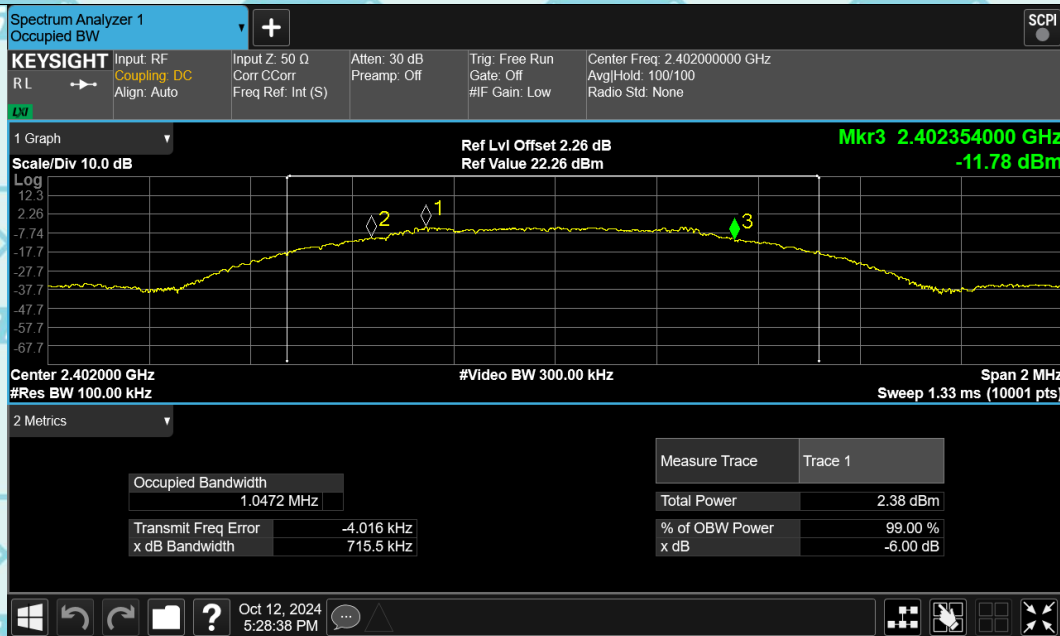 Spectrum Analyzer 1
Occupied BW
+
SCPI
KEYSIGHT
RL
LXI
Input: RF
Coupling: DC
Align: Auto
Input Z: 50 Ω
Corr CCorr
Freq Ref: Int (S)
Atten: 30 dB
Preamp: Off
Trig: Free Run
Gate: Off
#IF Gain: Low
Center Freq: 2.402000000 GHz
Avg|Hold: 100/100
Radio Std: None
1 Graph
Scale/Div 10.0 dB
Ref Lvl Offset 2.26 dB
Ref Value 22.26 dBm
Mkr3 2.402354000 GHz
-11.78 dBm
Log
12.3
2.26
-7.74
-17.7
-27.7
-37.7
-47.7
-57.7
-67.7
2
1
3
Center 2.402000 GHz
#Video BW 300.00 kHz
Span 2 MHz
#Res BW 100.00 kHz
Sweep 1.33 ms (10001 pts)
2 Metrics
Measure Trace Trace 1
Occupied Bandwidth
1.0472 MHz
Total Power 2.38 dBm
Transmit Freq Error -4.016 kHz
% of OBW Power 99.00 %
x dB Bandwidth 715.5 kHz
x dB -6.00 dB
?
Oct 12, 2024
5:28:38 PM